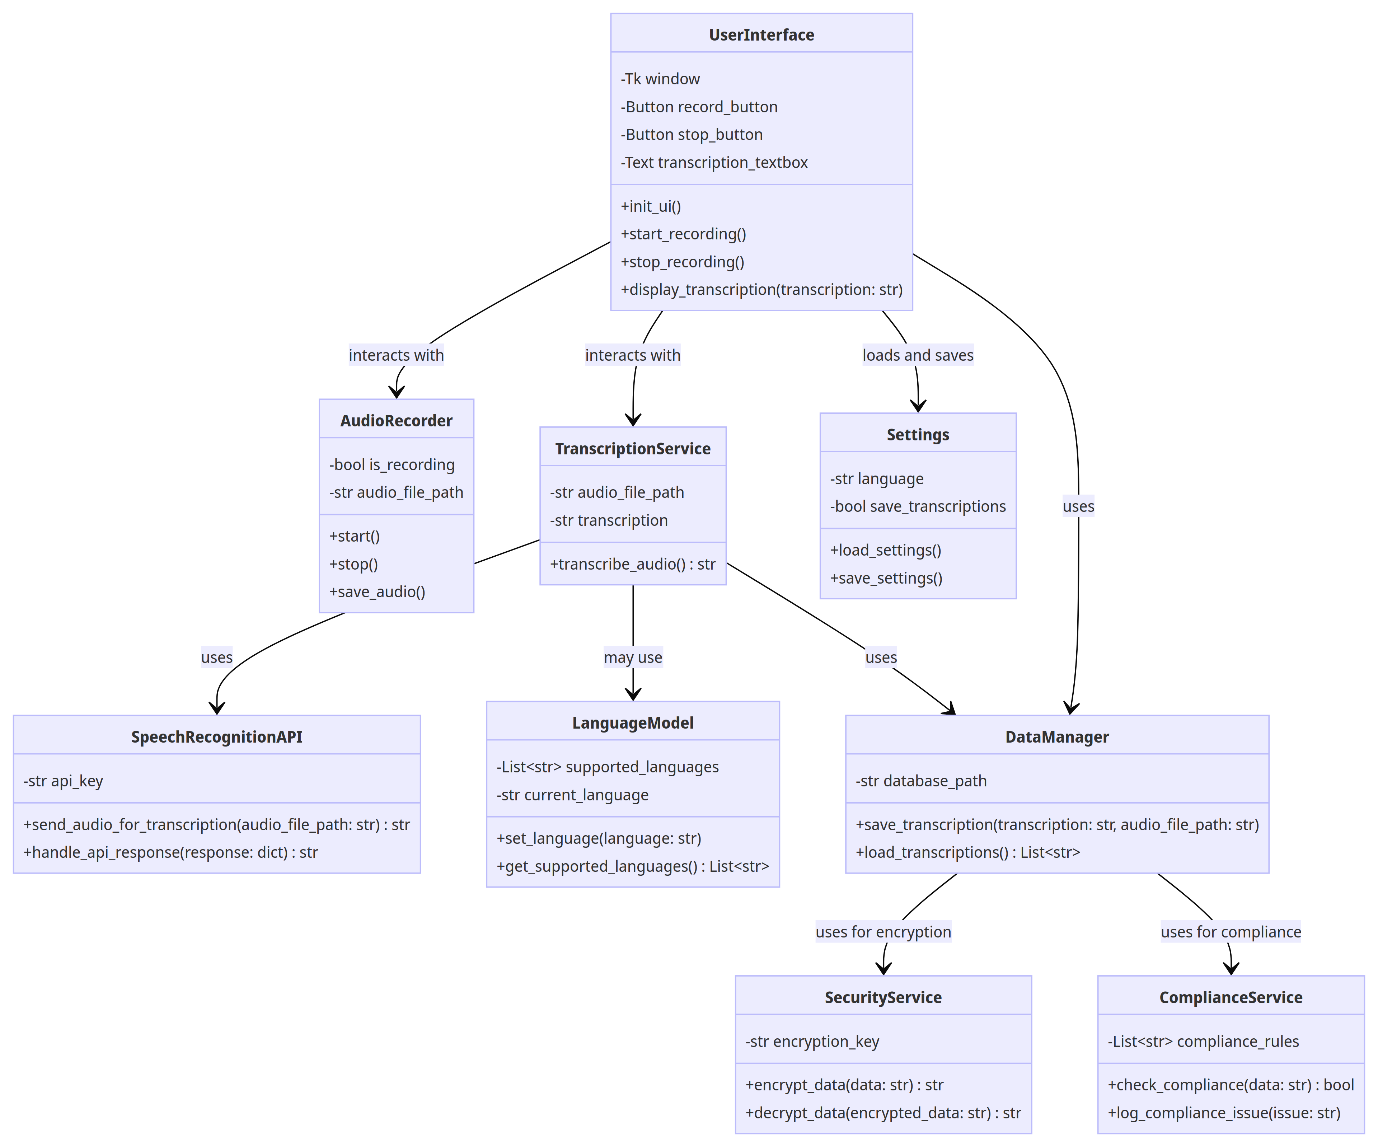 UserInterface
-Tk window
-Button record_button
-Button stop_button
-Text transcription_textbox
+init_ui()
+start_recording()
+stop_recording()
+display_transcription(transcription: str)
interacts with
interacts with
loads and saves
uses
AudioRecorder
-bool is_recording
-str audio_file_path
+start()
+stop()
+save_audio()
TranscriptionService
-str audio_file_path
-str transcription
+transcribe_audio() : str
Settings
-str language
-bool save_transcriptions
+load_settings()
+save_settings()
uses
may use
uses
SpeechRecognitionAPI
-str api_key
+send_audio_for_transcription(audio_file_path: str) : str
+handle_api_response(response: dict) : str
LanguageModel
-List<str> supported_languages
-str current_language
+set_language(language: str)
+get_supported_languages() : List<str>
DataManager
-str database_path
+save_transcription(transcription: str, audio_file_path: str)
+load_transcriptions() : List<str>
uses for encryption
uses for compliance
SecurityService
-str encryption_key
+encrypt_data(data: str) : str
+decrypt_data(encrypted_data: str) : str
ComplianceService
-List<str> compliance_rules
+check_compliance(data: str) : bool
+log_compliance_issue(issue: str)